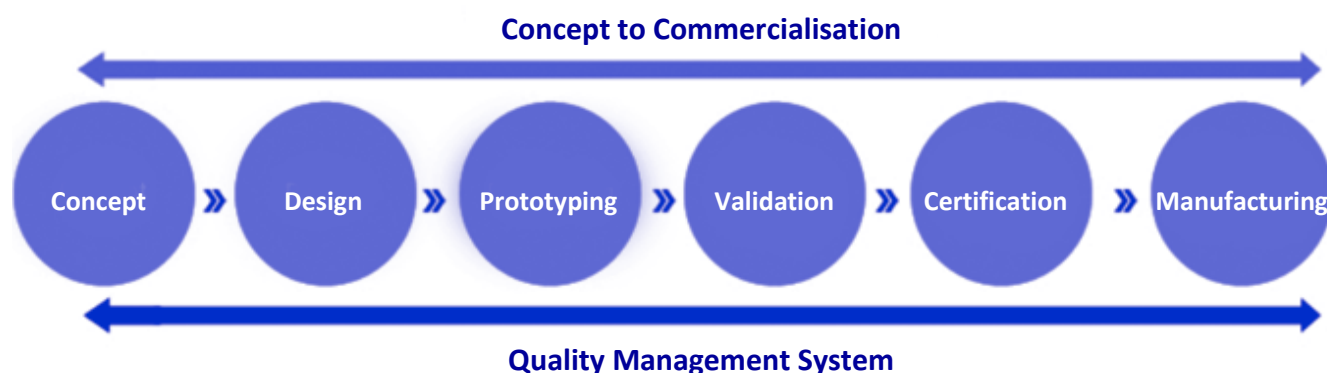 Concept to Commercialisation
Concept » Design » Prototyping » Validation » Certification » Manufacturing
Quality Management System